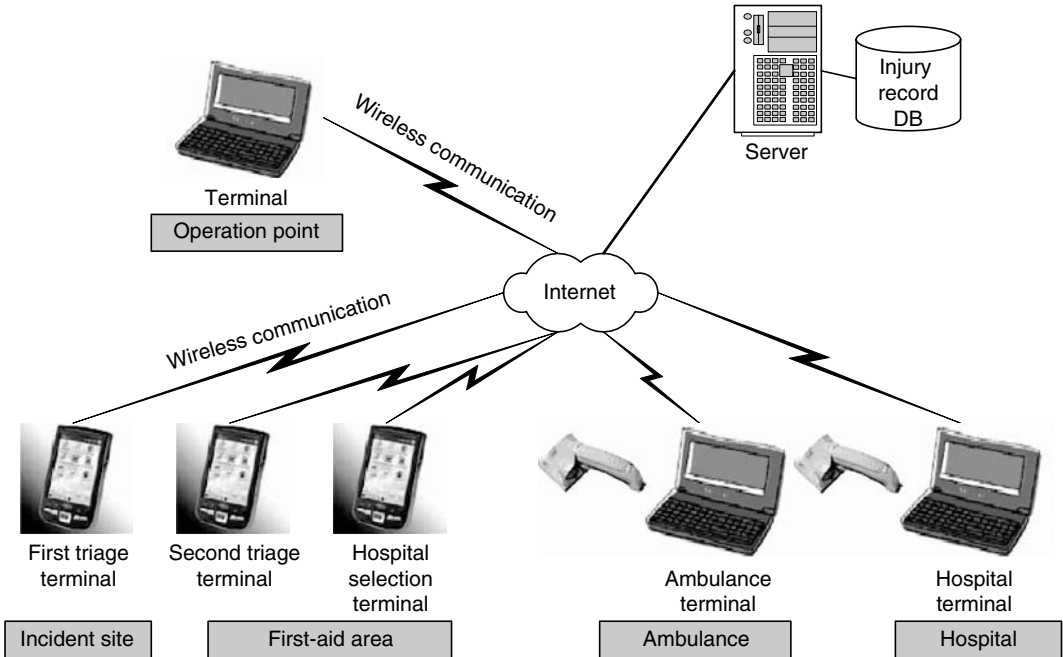 Injury
record
DB
Server
Wireless communication
Terminal
Operation point
Internet
Wireless communication
First triage
terminal
Second triage
terminal
Hospital
selection
terminal
Ambulance
terminal
Hospital
terminal
Incident site
First-aid area
Ambulance
Hospital